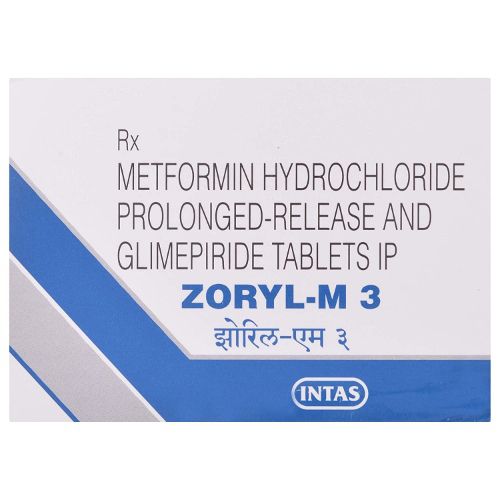 Rx
METFORMIN HYDROCHLORIDE
PROLONGED-RELEASE AND
GLIMEPIRIDE TABLETS IP
ZORYL-M 3
झोरिल-एम ३
INTAS